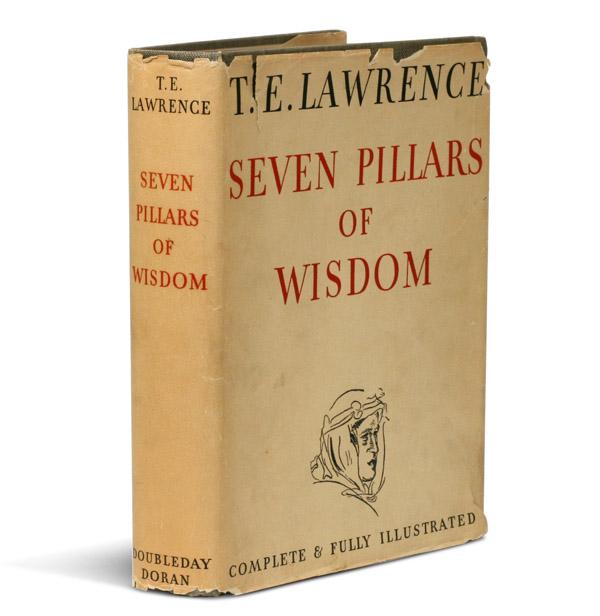 T.E.
LAWRENCE
SEVEN
PILLARS
OF
WISDOM
DOUBLEDAY
DORAN
T.E. LAWRENCE
SEVEN PILLARS
OF
WISDOM
COMPLETE & FULLY ILLUSTRATED